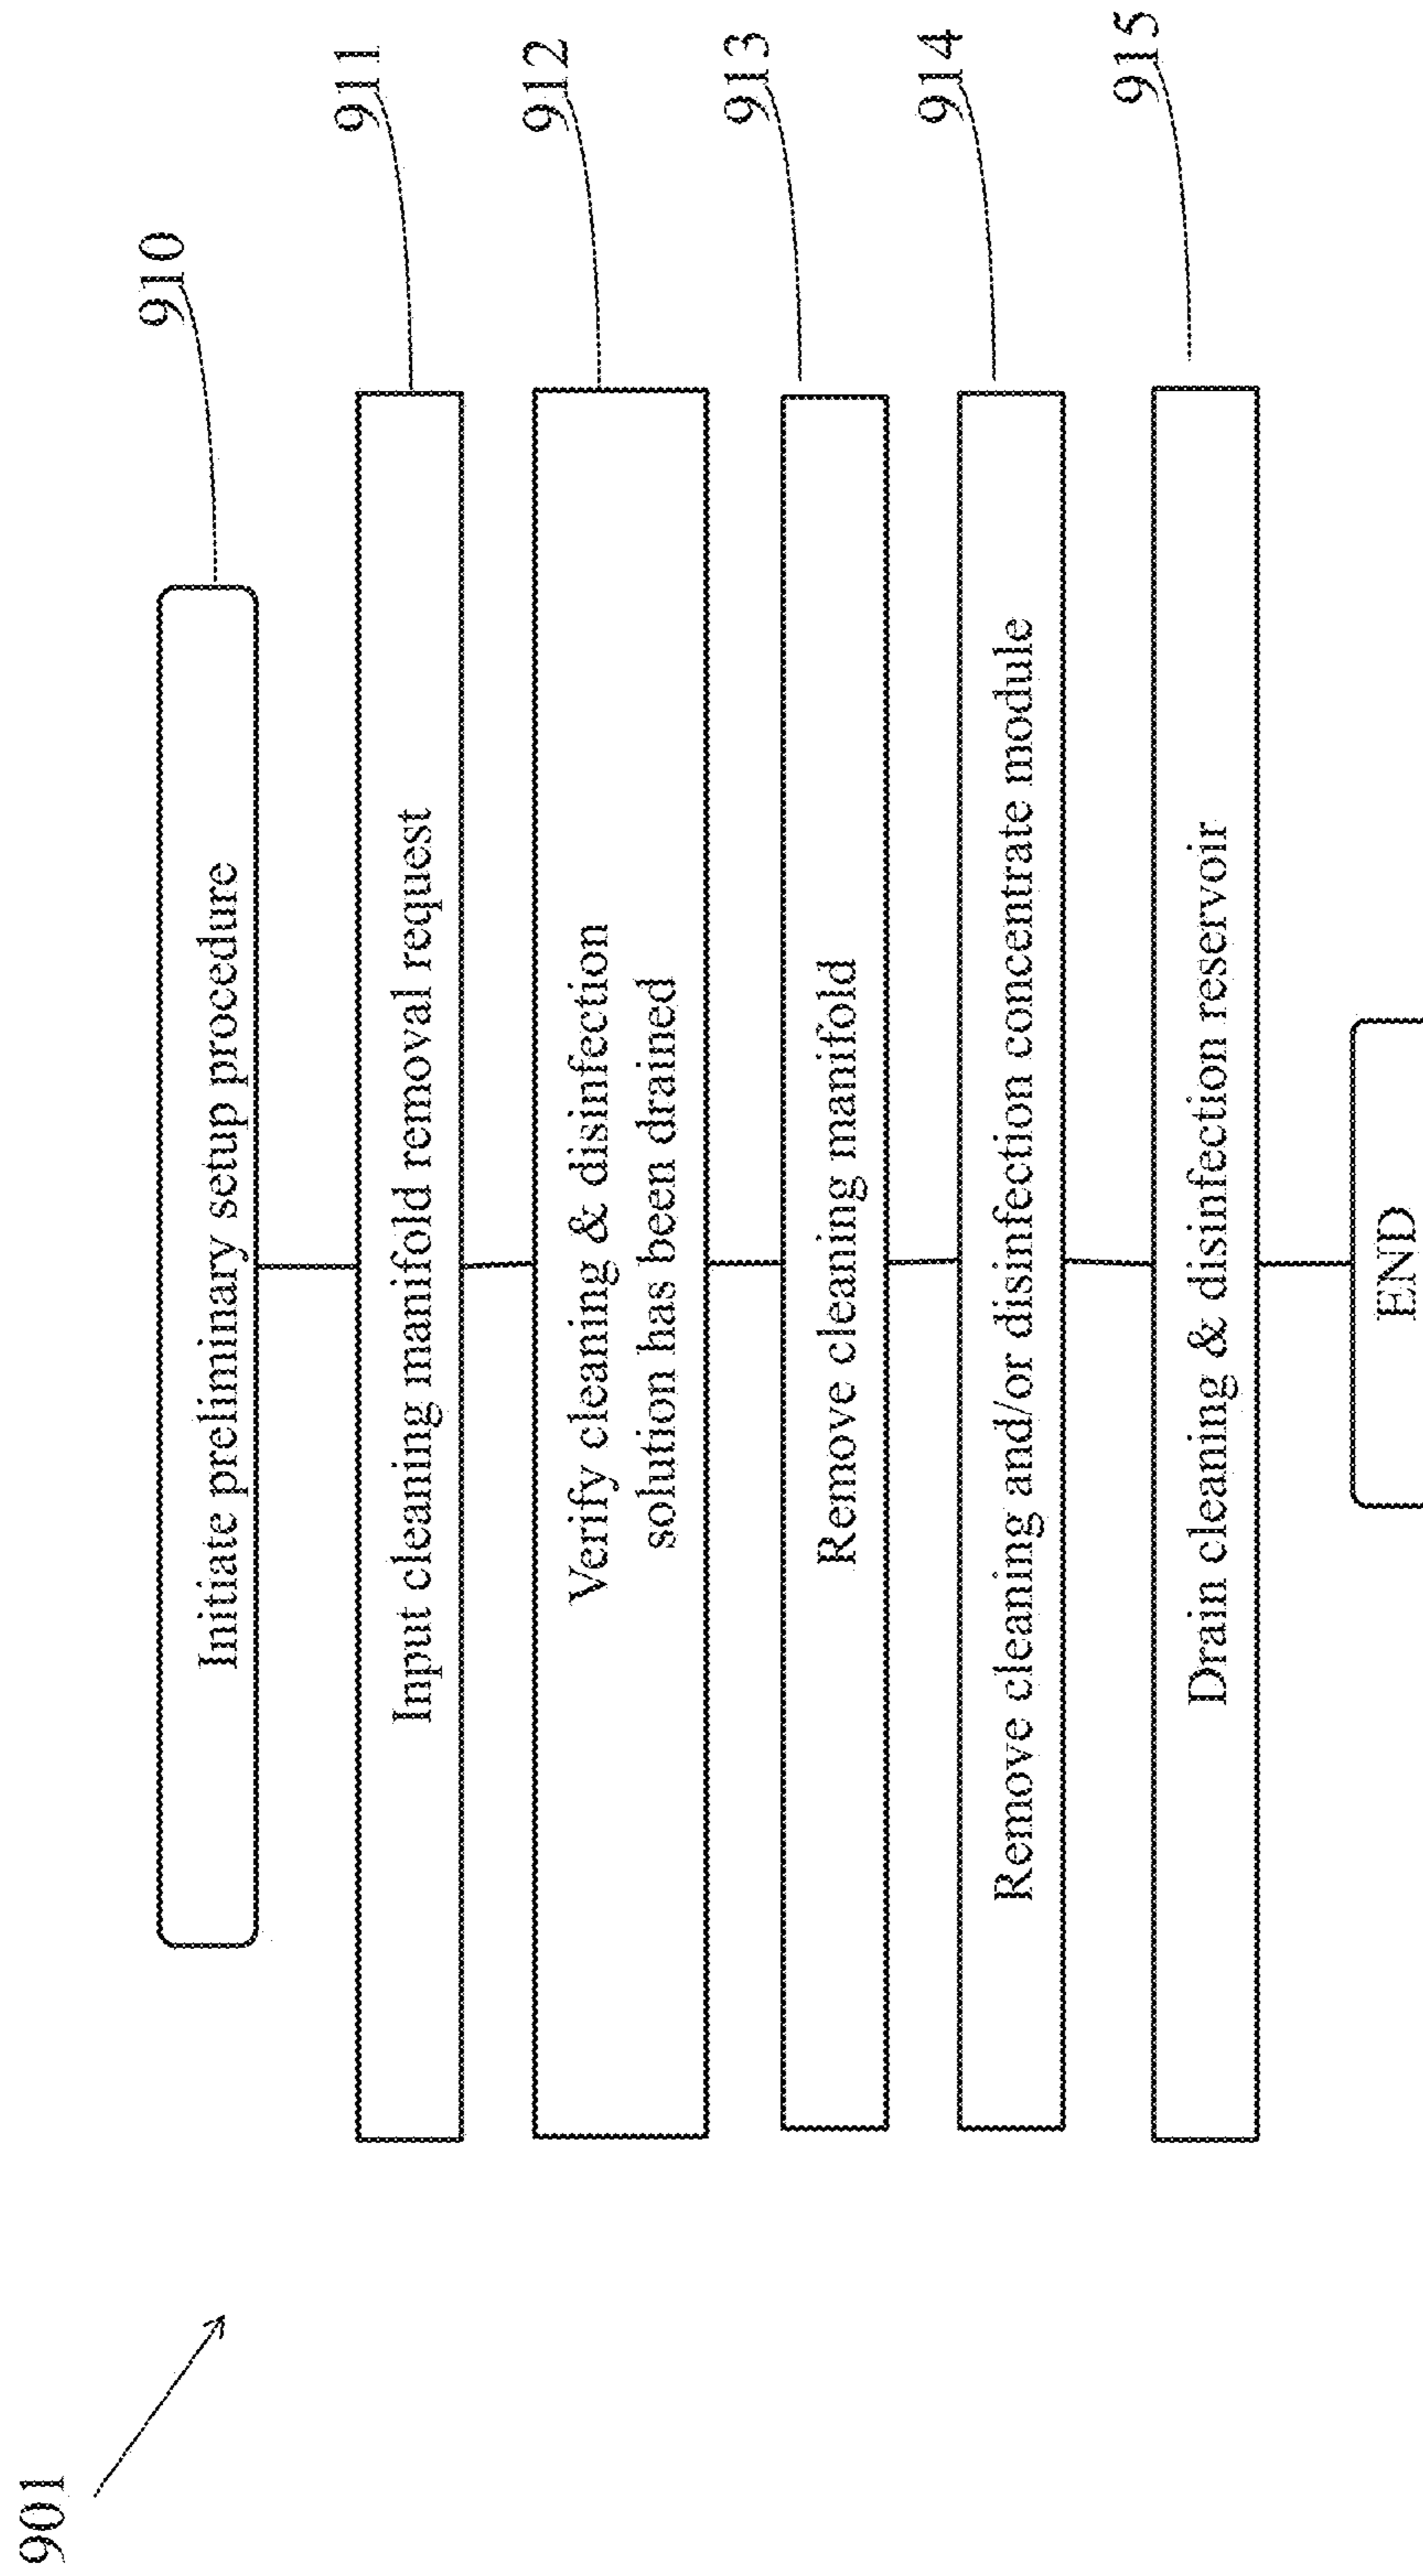 901
910
Initiate preliminary setup procedure
911
Input cleaning manifold removal request
912
Verify cleaning & disinfection
solution has been drained
913
Remove cleaning manifold
914
Remove cleaning and/or disinfection concentrate module
915
Drain cleaning & disinfection reservoir
END